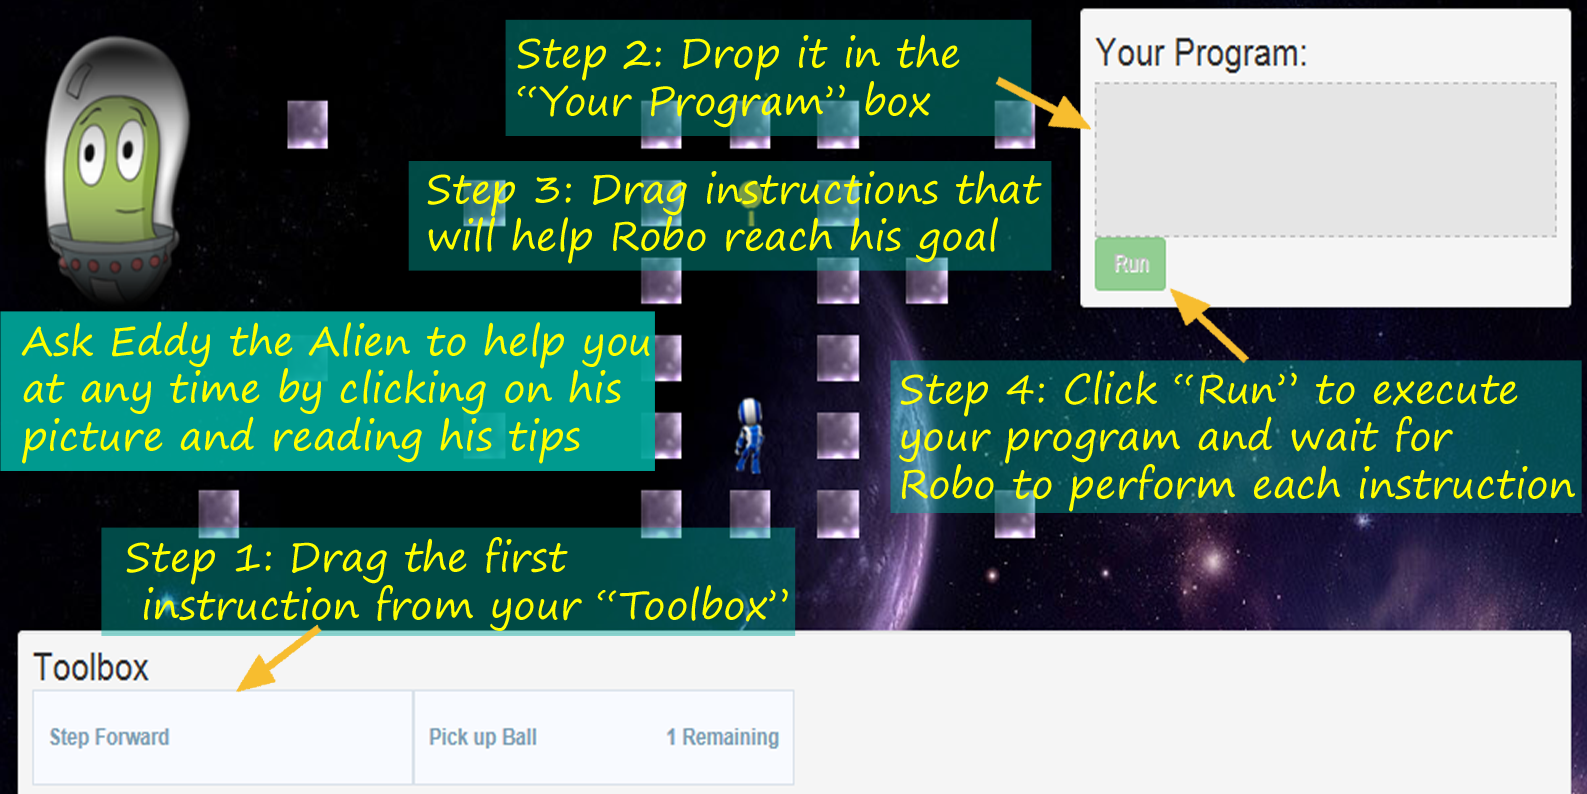 Step 2: Drop it in the
“Your Program” box
Your Program:
Step 3: Drag instructions that
will help Robo reach his goal
Run
Ask Eddy the Alien to help you
at any time by clicking on his
picture and reading his tips
Step 4: Click “Run” to execute
your program and wait for
Robo to perform each instruction
Step 1: Drag the first
instruction from your “Toolbox”
Toolbox
Step Forward
Pick up Ball 1 Remaining